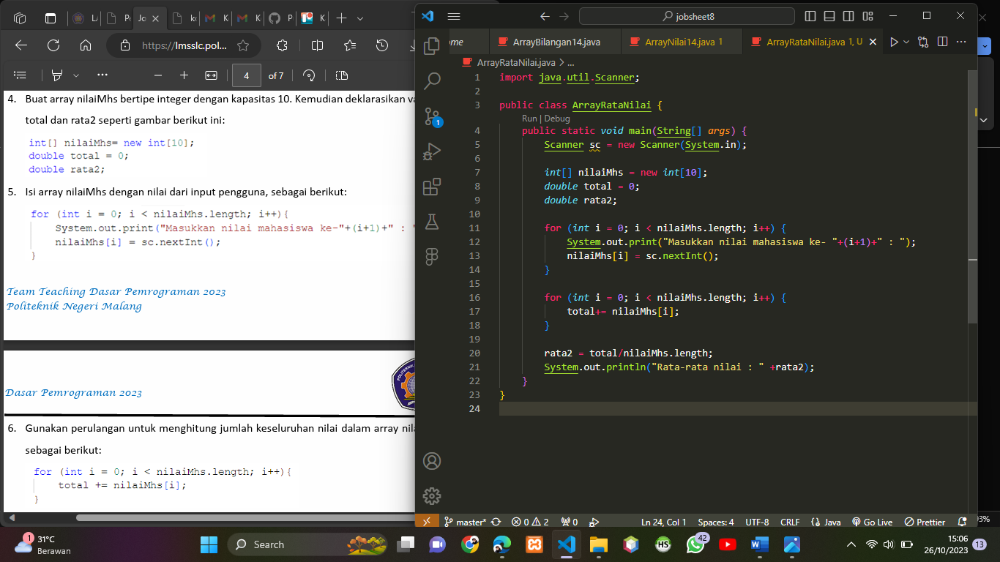 Jo
https://lmsslc.pol...
4
of 7
4. Buat array nilaiMhs bertipe integer dengan kapasitas 10. Kemudian deklarasikan va
total dan rata2 seperti gambar berikut ini:
int[] nilaiMhs= new int[10];
double total = 0;
double rata2;
5. Isi array nilaiMhs dengan nilai dari input pengguna, sebagai berikut:
for (int i = 0; i < nilaiMhs.length; i++){
System.out.print("Masukkan nilai mahasiswa ke-"+(i+1)+" : "
nilaiMhs[i] = sc.nextInt();
}
Team Teaching Dasar Pemrograman 2023
Politeknik Negeri Malang
Dasar Pemrograman 2023
6. Gunakan perulangan untuk menghitung jumlah keseluruhan nilai dalam array nila
sebagai berikut:
for (int i = 0; i < nilaiMhs.length; i++){
total += nilaiMhs[i];
}
jobsheet8
ome
ArrayBilangan14.java
ArrayNilai14.java 1
ArrayRataNilai.java 1, U
ArrayRataNilai.java > ...
1 import java.util.Scanner;
2
3 public class ArrayRataNilai {
Run | Debug
4 public static void main(String[] args) {
5 Scanner sc = new Scanner(System.in);
6
7 int[] nilaiMhs = new int[10];
8 double total = 0;
9 double rata2;
10
11 for (int i = 0; i < nilaiMhs.length; i++) {
12 System.out.print("Masukkan nilai mahasiswa ke- "+(i+1)+" : ");
13 nilaiMhs[i] = sc.nextInt();
14 }
15
16 for (int i = 0; i < nilaiMhs.length; i++) {
17 total+= nilaiMhs[i];
18 }
19
20 rata2 = total/nilaiMhs.length;
21 System.out.println("Rata-rata nilai : " +rata2);
22 }
23 }
24
1
master* 0 2 0 Ln 24, Col 1 Spaces: 4 UTF-8 CRLF {} Java Go Live Prettier
93%
1
31°C
Berawan
Search
HS
42
15:06
26/10/2023
13